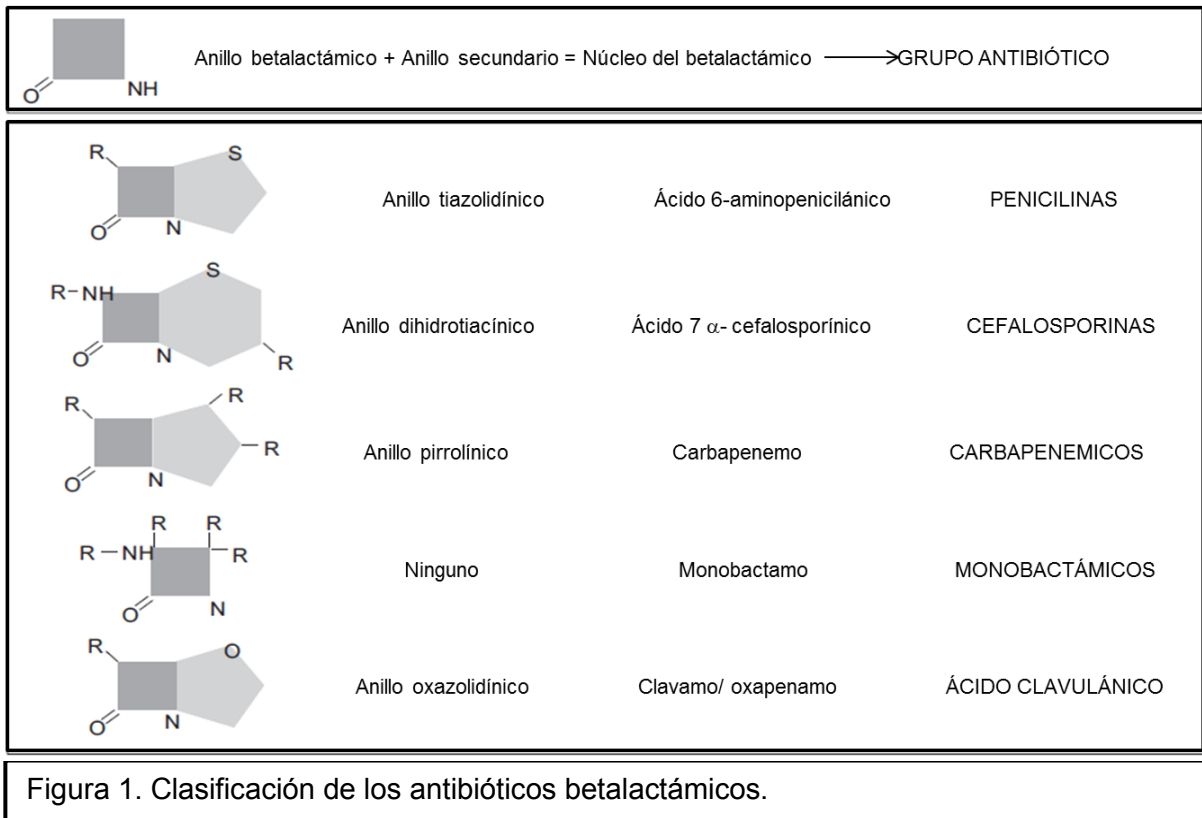 Anillo betalactámico + Anillo secundario = Núcleo del betalactámico GRUPO ANTIBIÓTICO
O NH
R S
Anillo tiazolidínico Ácido 6-aminopenicilánico PENICILINAS
O N
S
R-NH
Anillo dihidrotiacínico Ácido 7 α- cefalosporínico CEFALOSPORINAS
O N R
R R
R
Anillo pirrolínico Carbapenemo CARBAPENEMICOS
O N
R R
R-NH R
Ninguno Monobactamo MONOBACTÁMICOS
O N
R O
Anillo oxazolidínico Clavamo/ oxapenamo ÁCIDO CLAVULÁNICO
O N
Figura 1. Clasificación de los antibióticos betalactámicos.